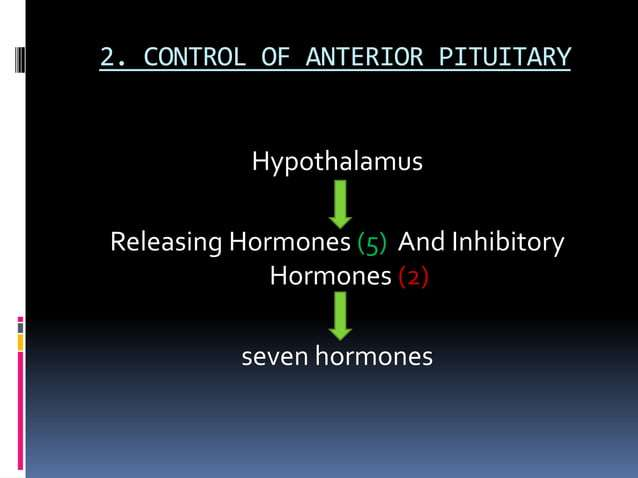 2. CONTROL OF ANTERIOR PITUITARY
Hypothalamus
Releasing Hormones (5) And Inhibitory
Hormones (2)
seven hormones